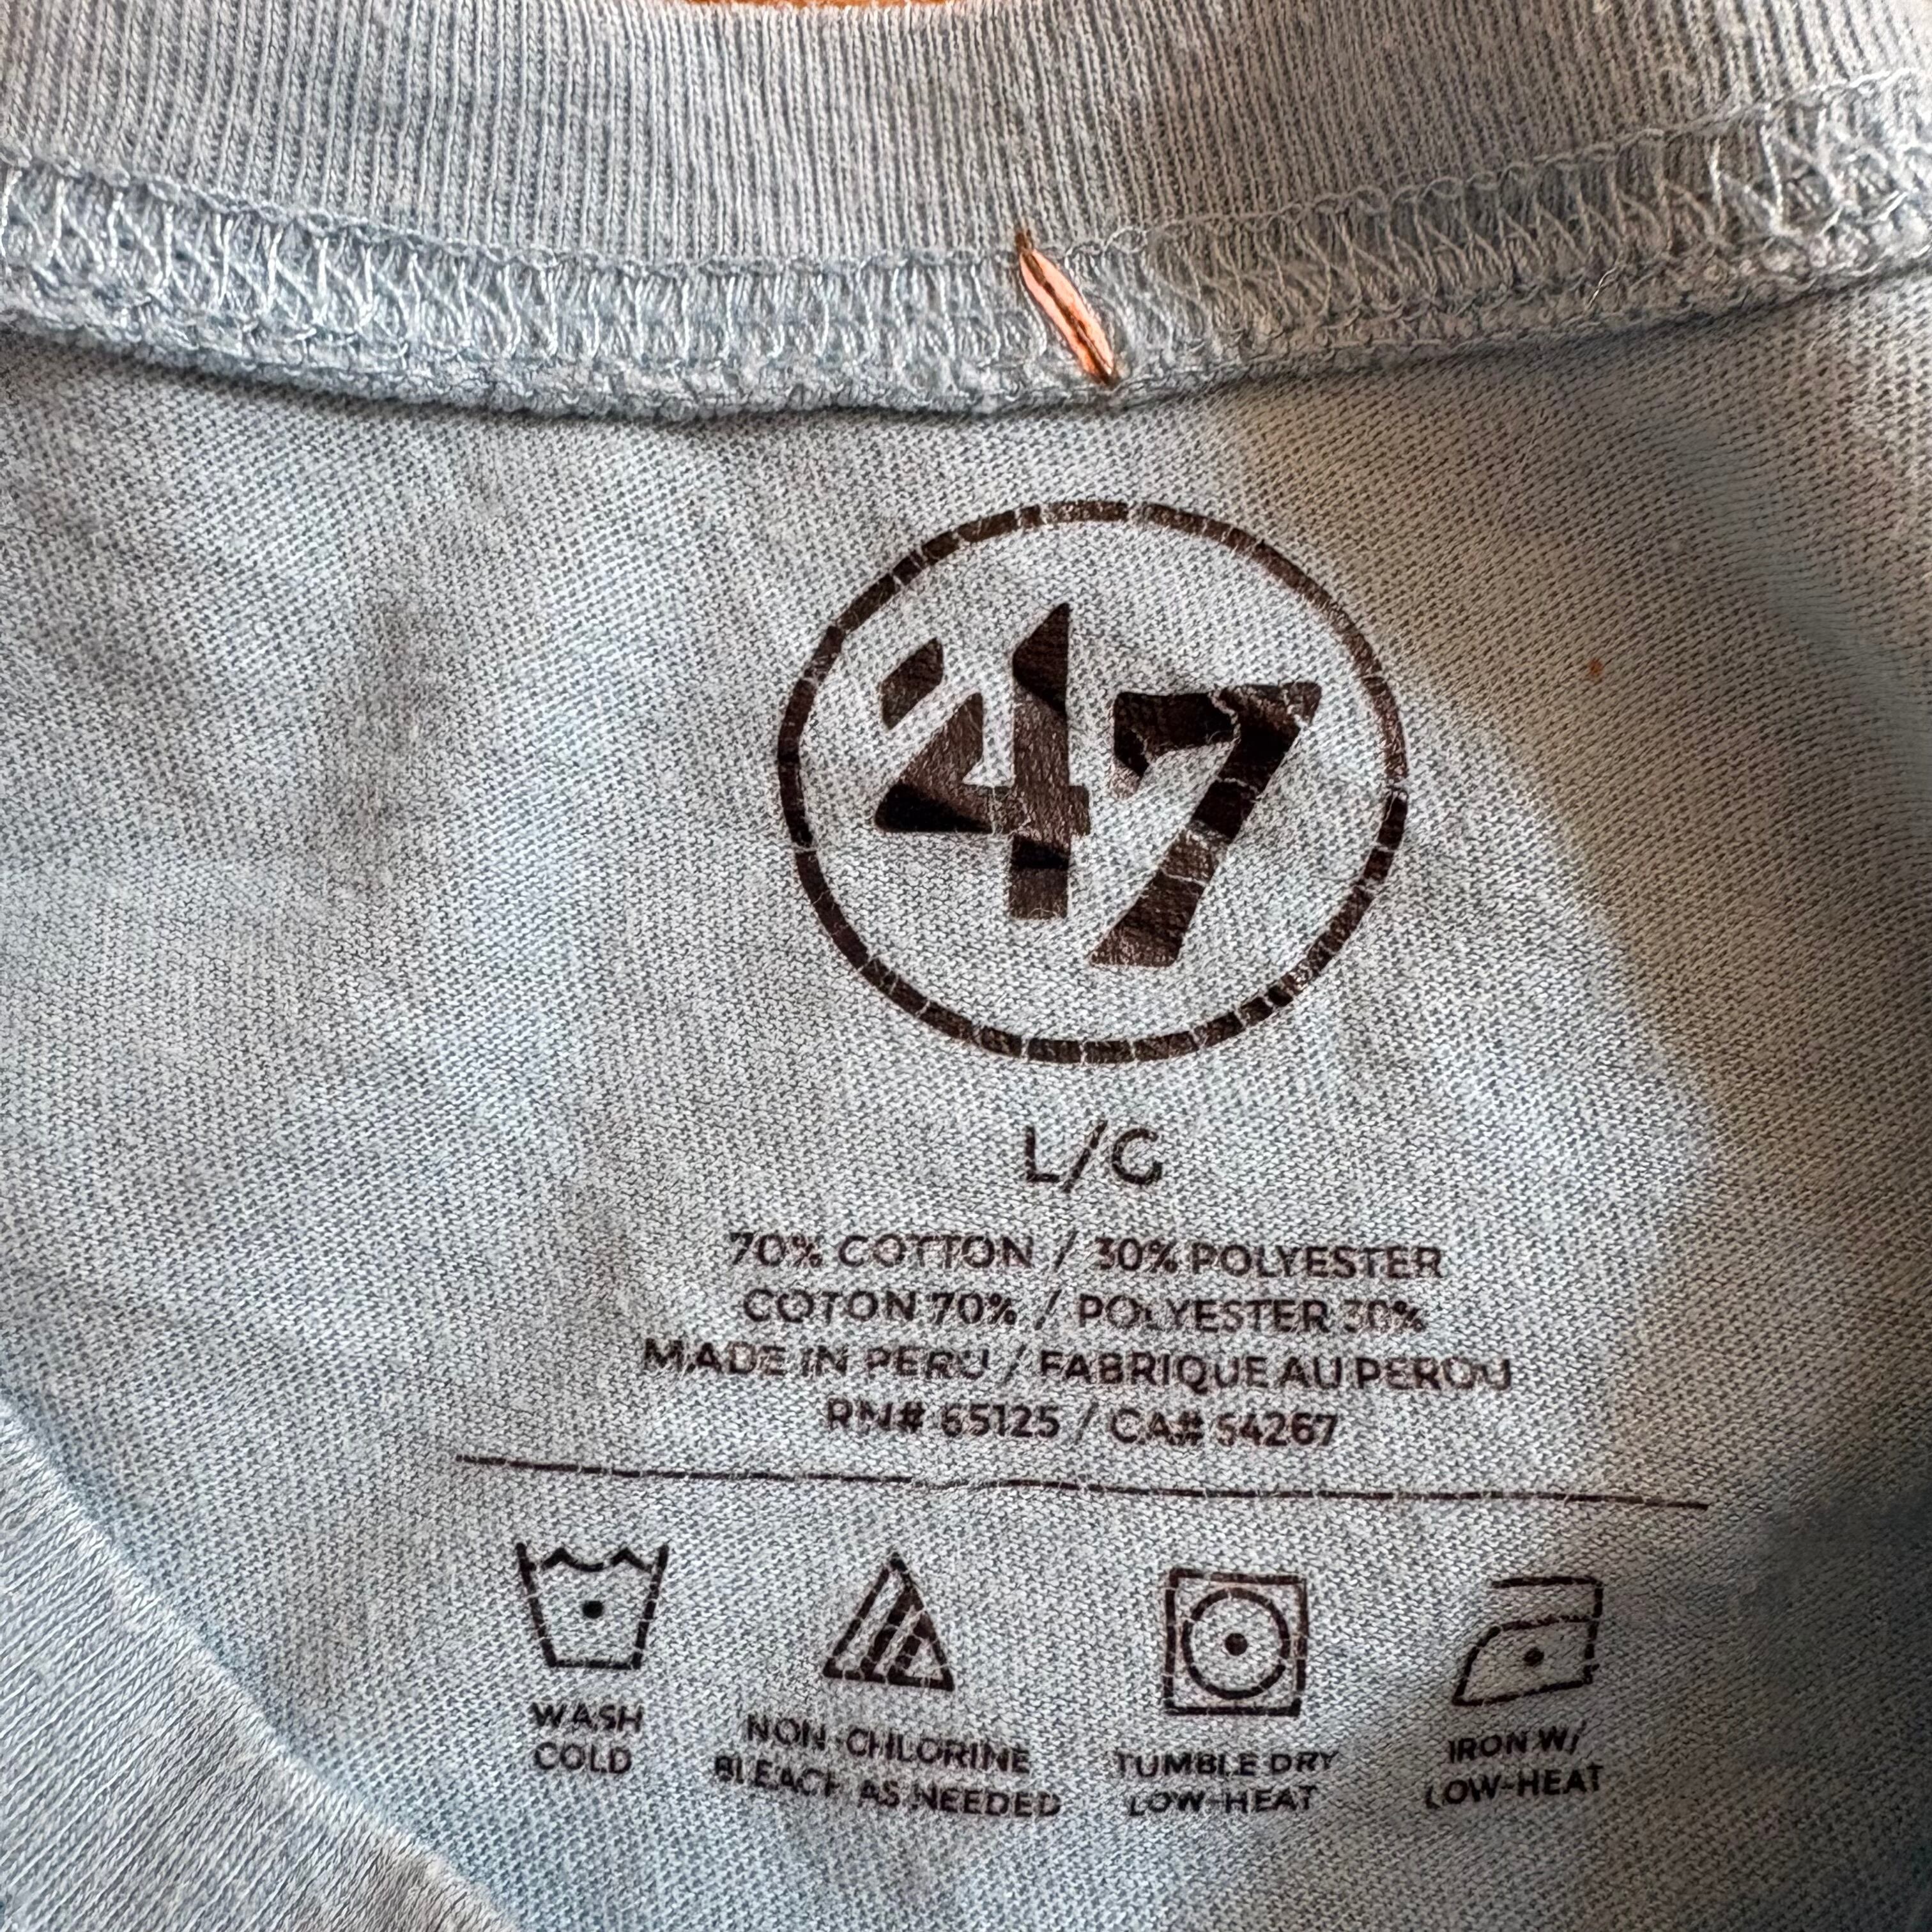 47
L/G
70% COTTON / 30% POLYESTER
COTON 70% / POLYESTER 30%
MADE IN PERU / FABRIQUE AU PEROU
RN# 65125 / CA# 54267
WASH
COLD
NON-CHLORINE
BLEACH AS NEEDED
TUMBLE DRY
LOW-HEAT
IRON W/
LOW-HEAT